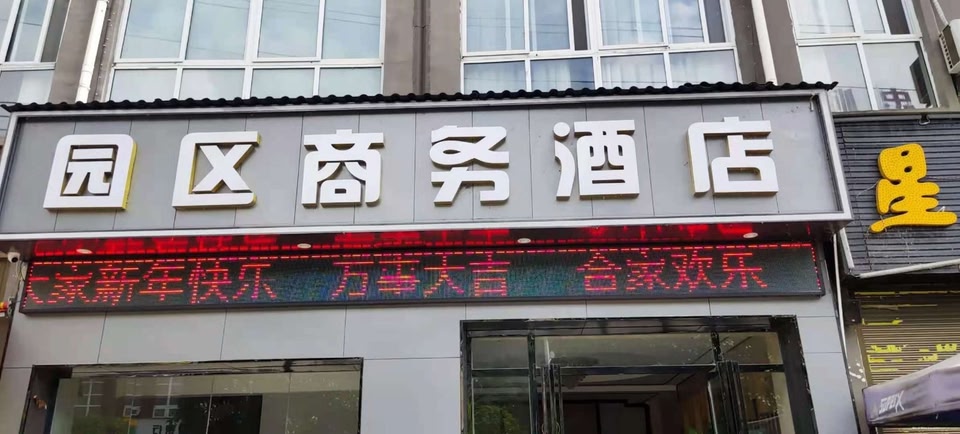 园区商务酒店
星
大家新年快乐 万事大吉 合家欢乐